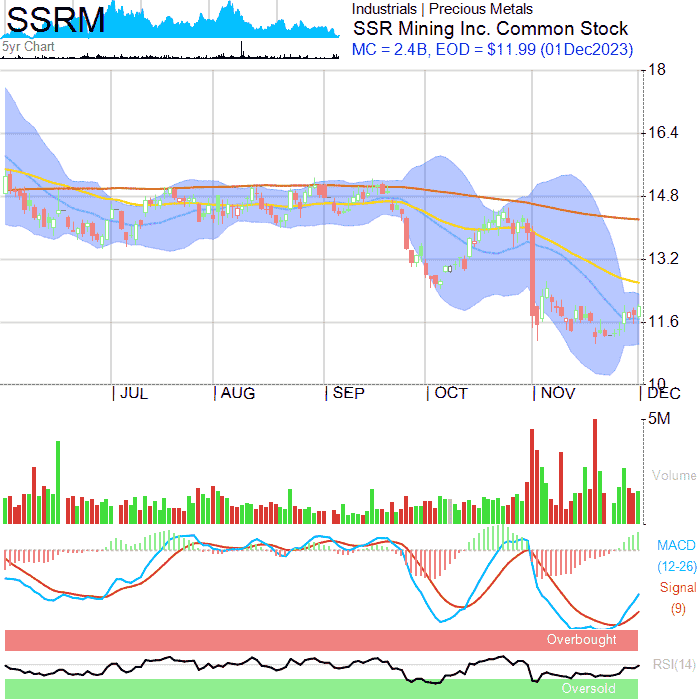 SSRM
5yr Chart
Industrials | Precious Metals
SSR Mining Inc. Common Stock
MC = 2.4B, EOD = $11.99 (01Dec2023)
18
16.4
14.8
13.2
11.6
10
| JUL | AUG | SEP | OCT | NOV | DEC
5M
Volume
MACD
(12-26)
Signal
(9)
Overbought
RSI(14)
Oversold